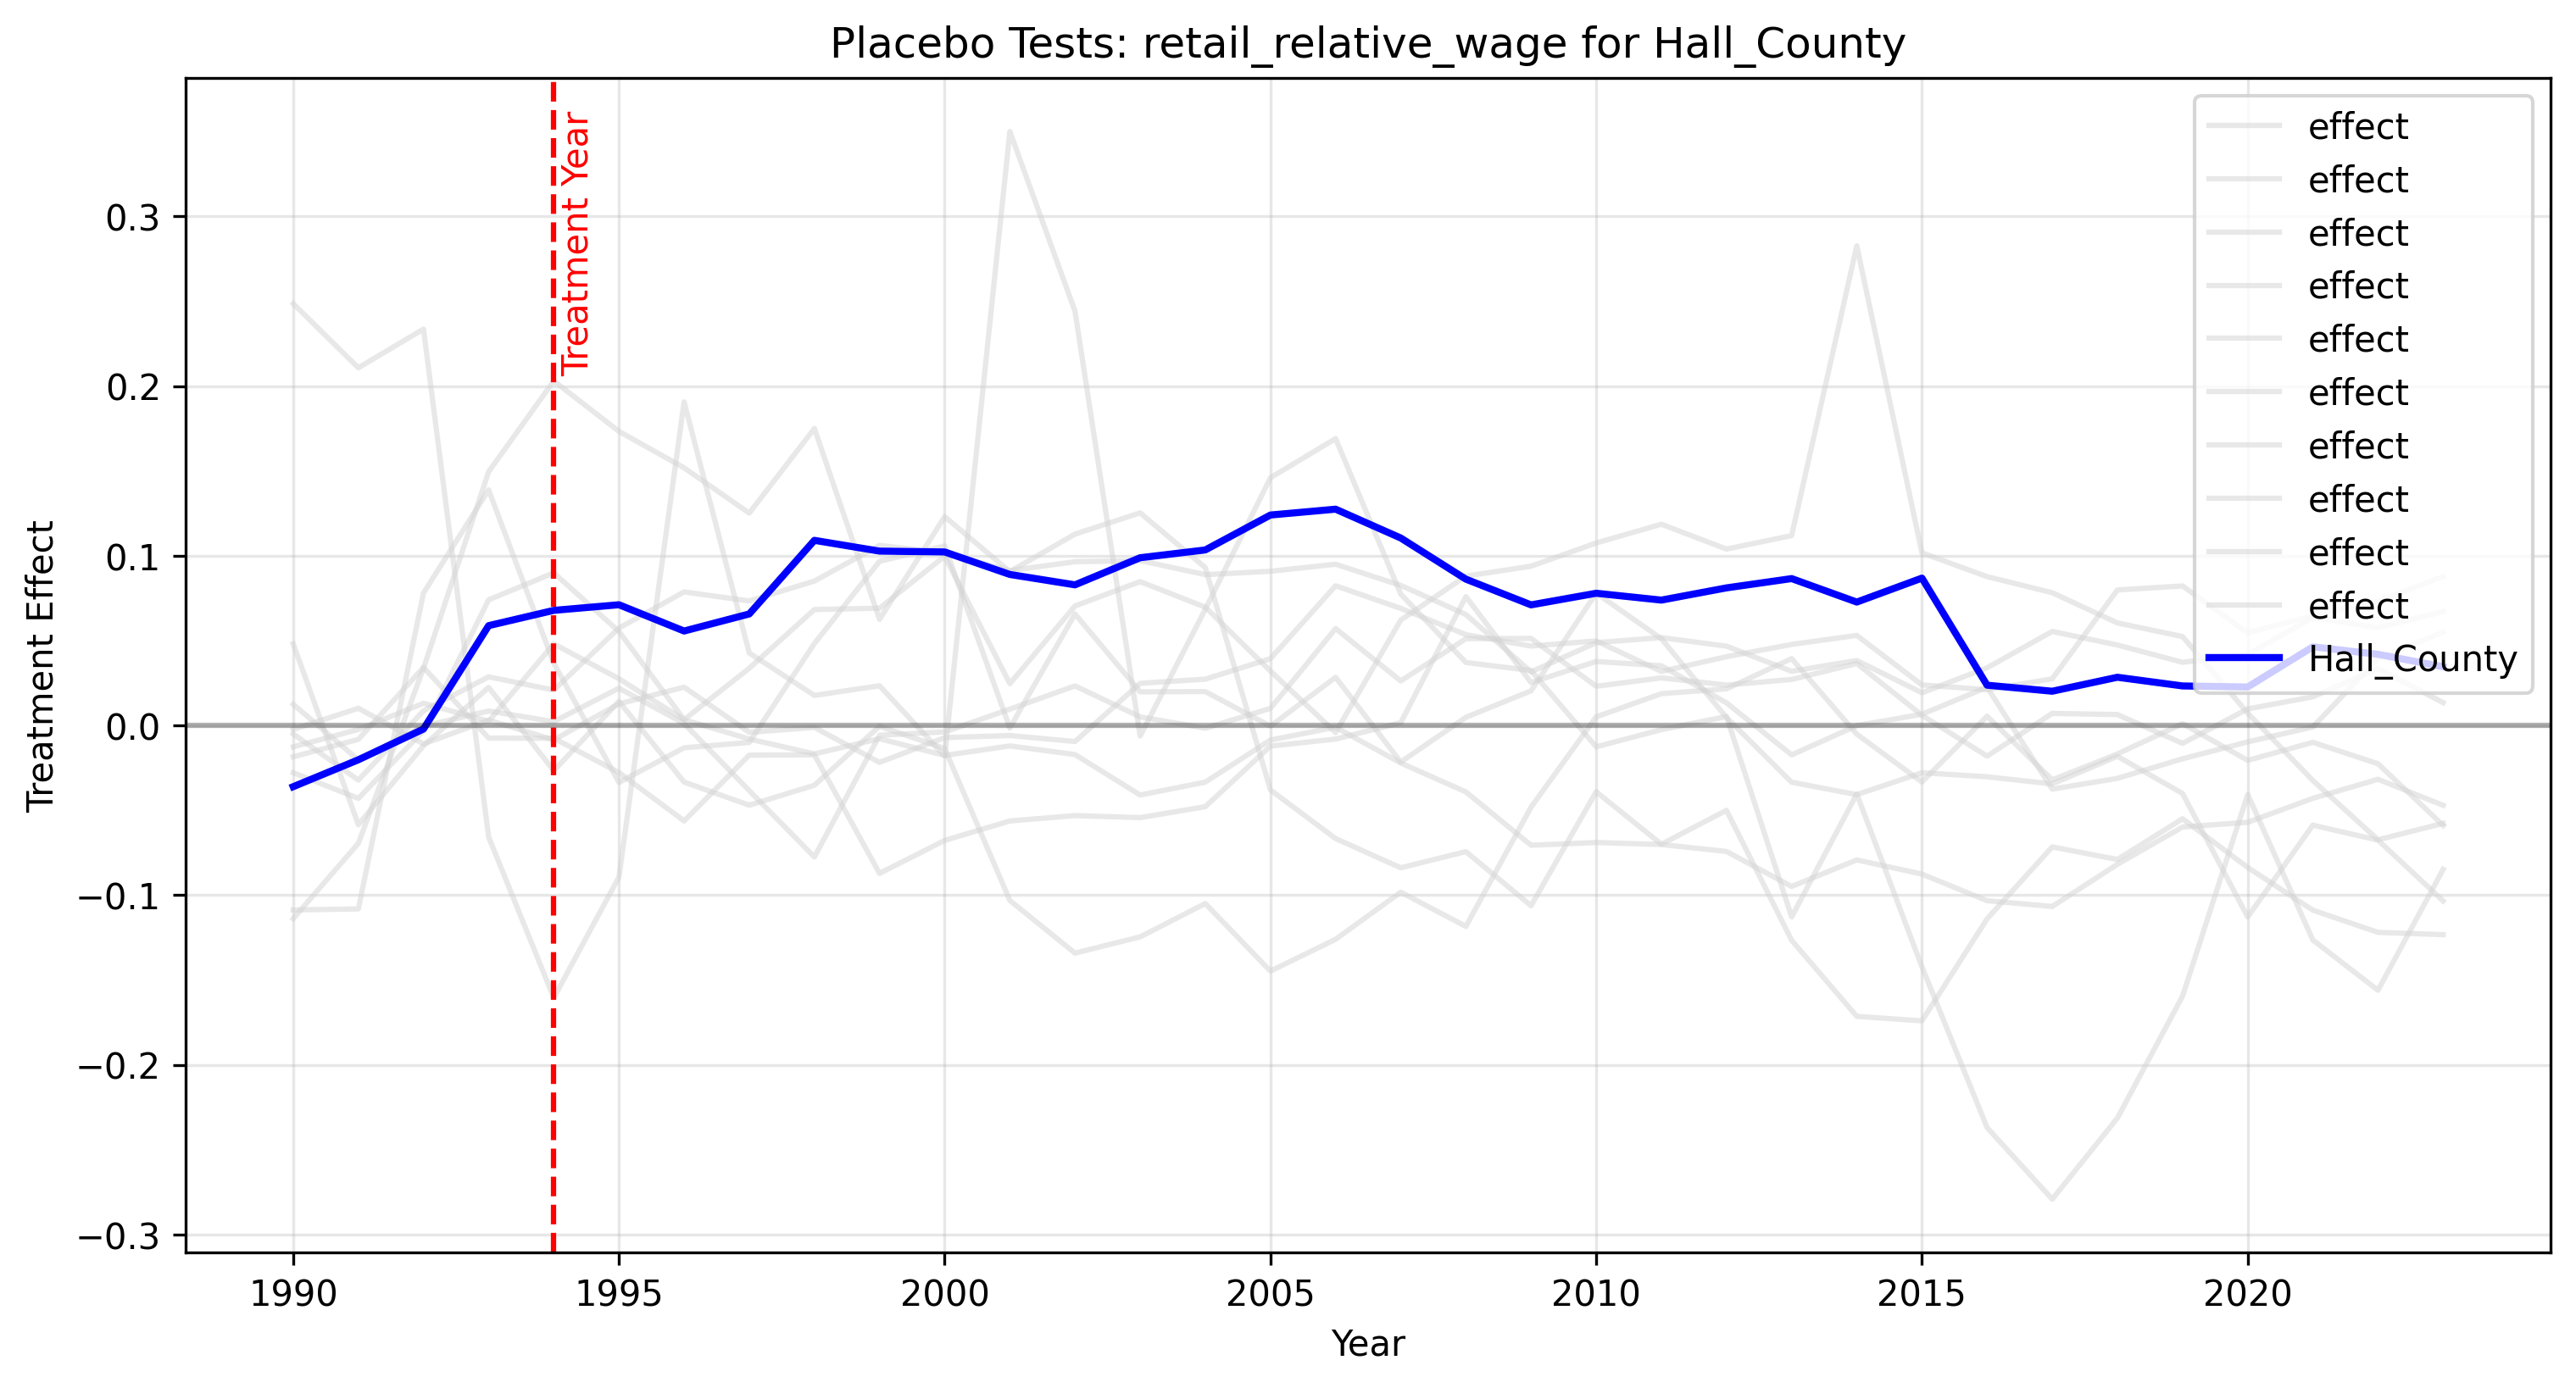 Placebo Tests: retail_relative_wage for Hall_County
Treatment Effect
0.3
0.2
0.1
0.0
−0.1
−0.2
−0.3
Treatment Year
effect
effect
effect
effect
effect
effect
effect
effect
effect
effect
Hall_County
1990
1995
2000
2005
2010
2015
2020
Year